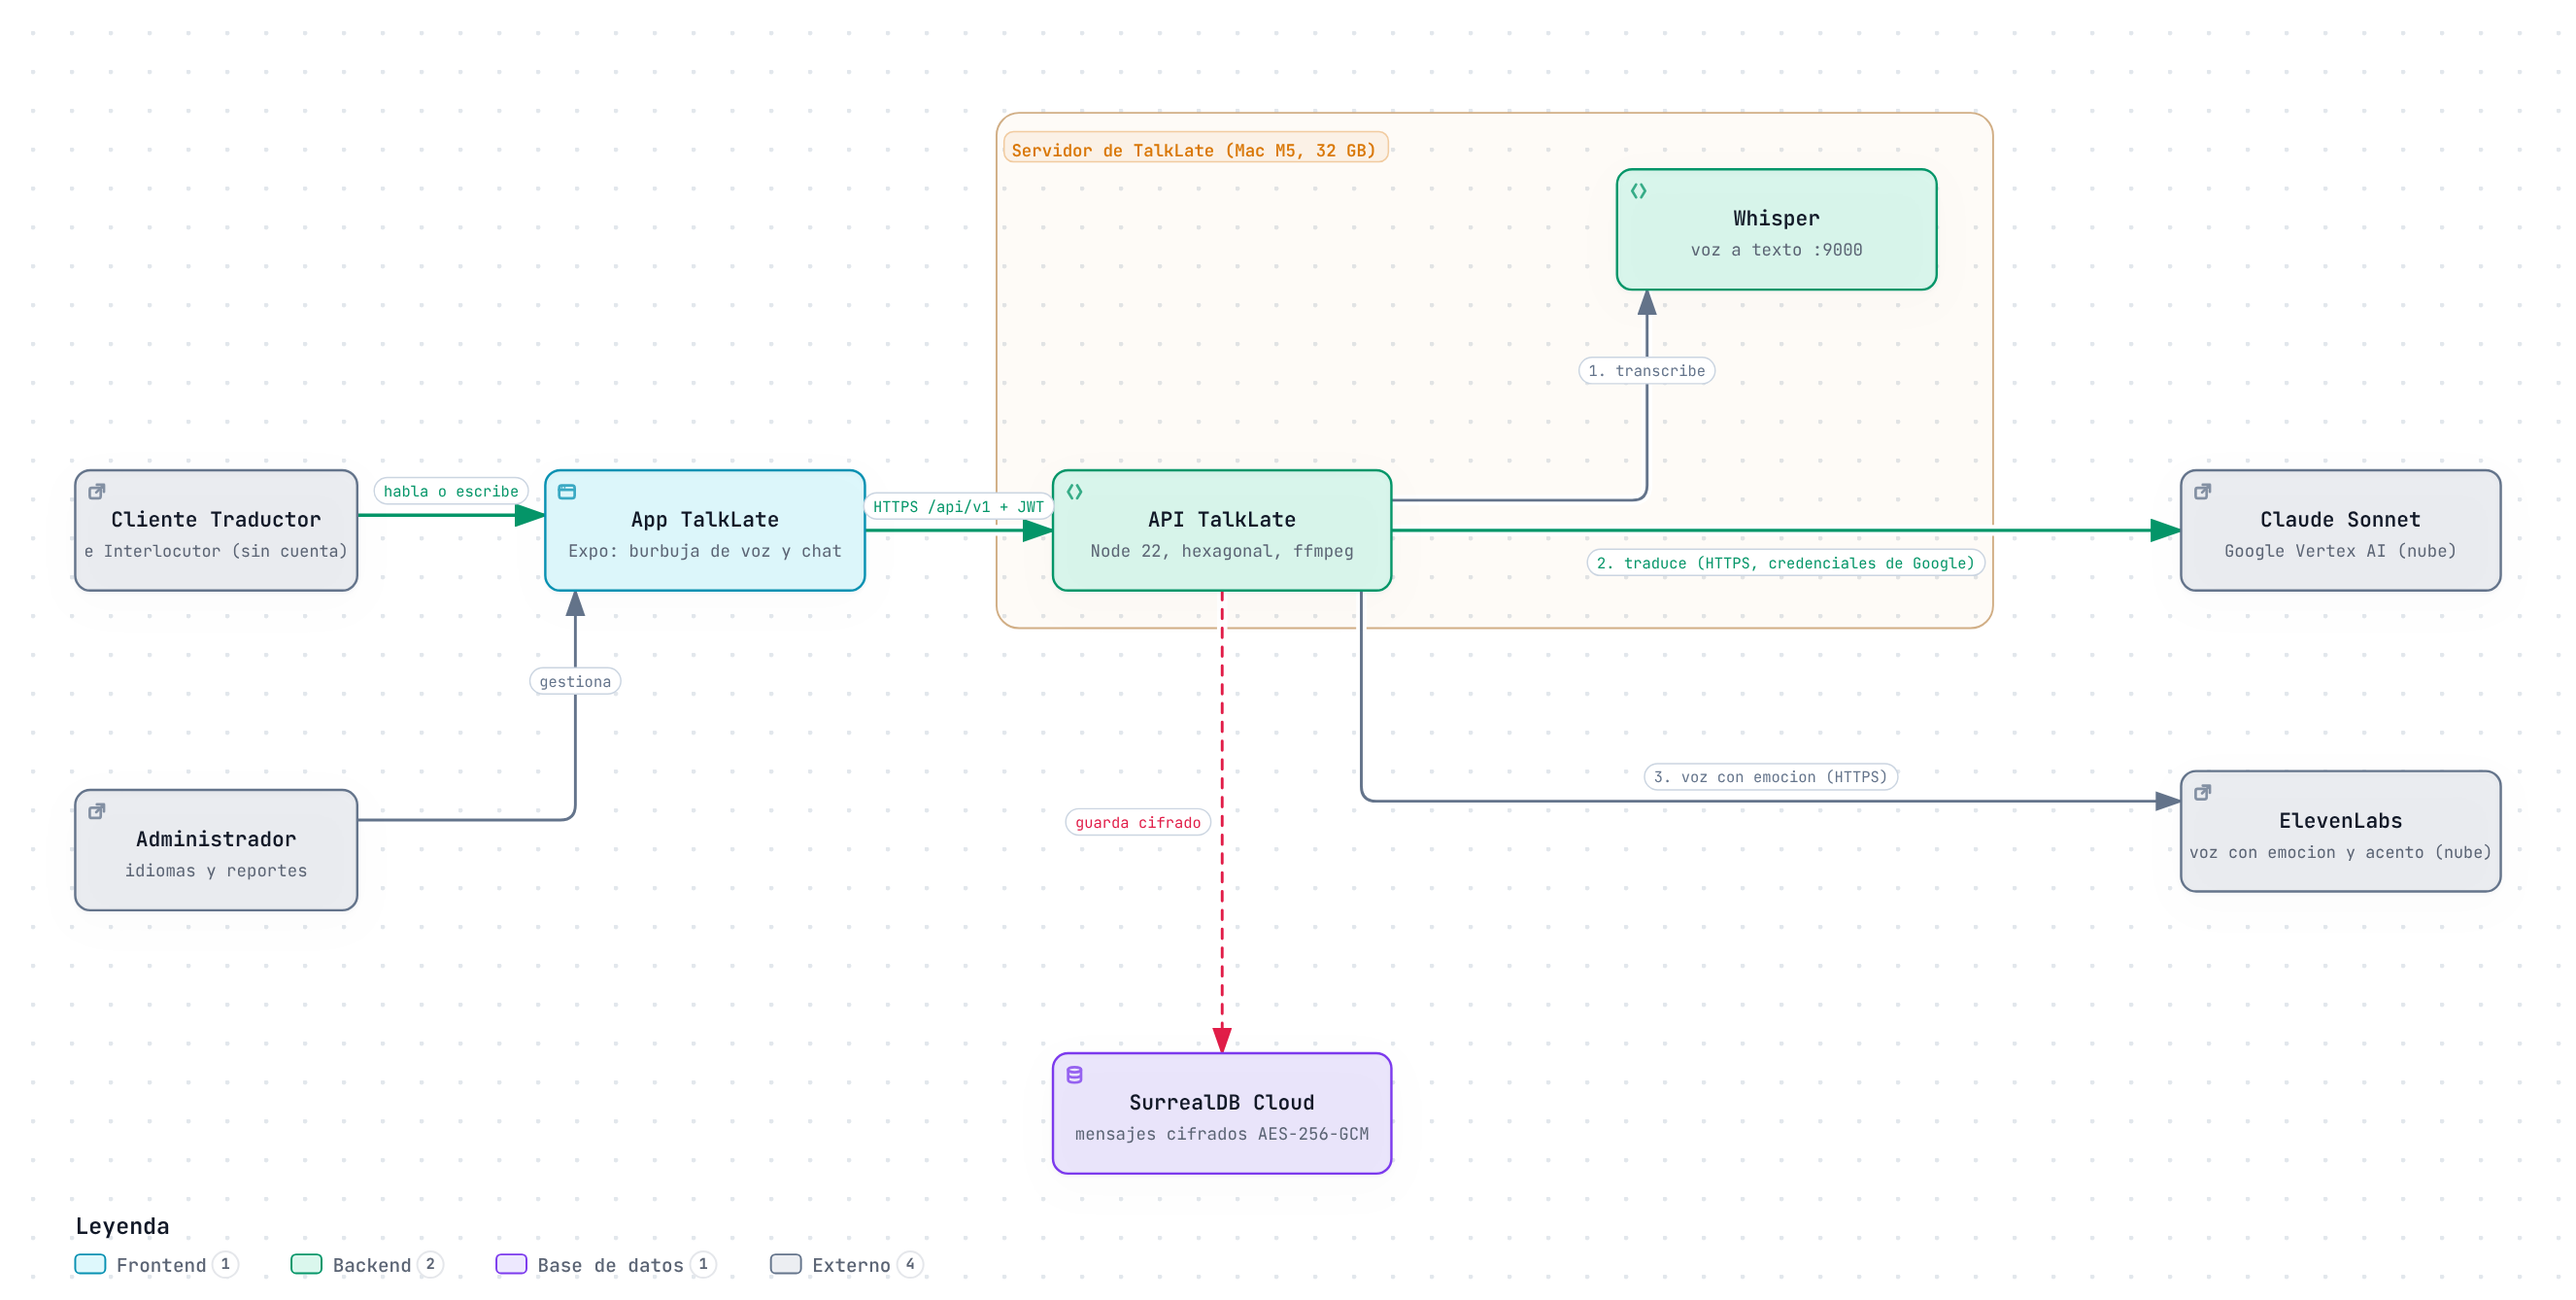 Servidor de TalkLate (Mac M5, 32 GB)
Whisper
voz a texto :9000
1. transcribe
Cliente Traductor
e Interlocutor (sin cuenta)
habla o escribe
App TalkLate
Expo: burbuja de voz y chat
HTTPS /api/v1 + JWT
API TalkLate
Node 22, hexagonal, ffmpeg
2. traduce (HTTPS, credenciales de Google)
Claude Sonnet
Google Vertex AI (nube)
gestiona
Administrador
idiomas y reportes
guarda cifrado
3. voz con emocion (HTTPS)
ElevenLabs
voz con emocion y acento (nube)
SurrealDB Cloud
mensajes cifrados AES-256-GCM
Leyenda
Frontend 1
Backend 2
Base de datos 1
Externo 4